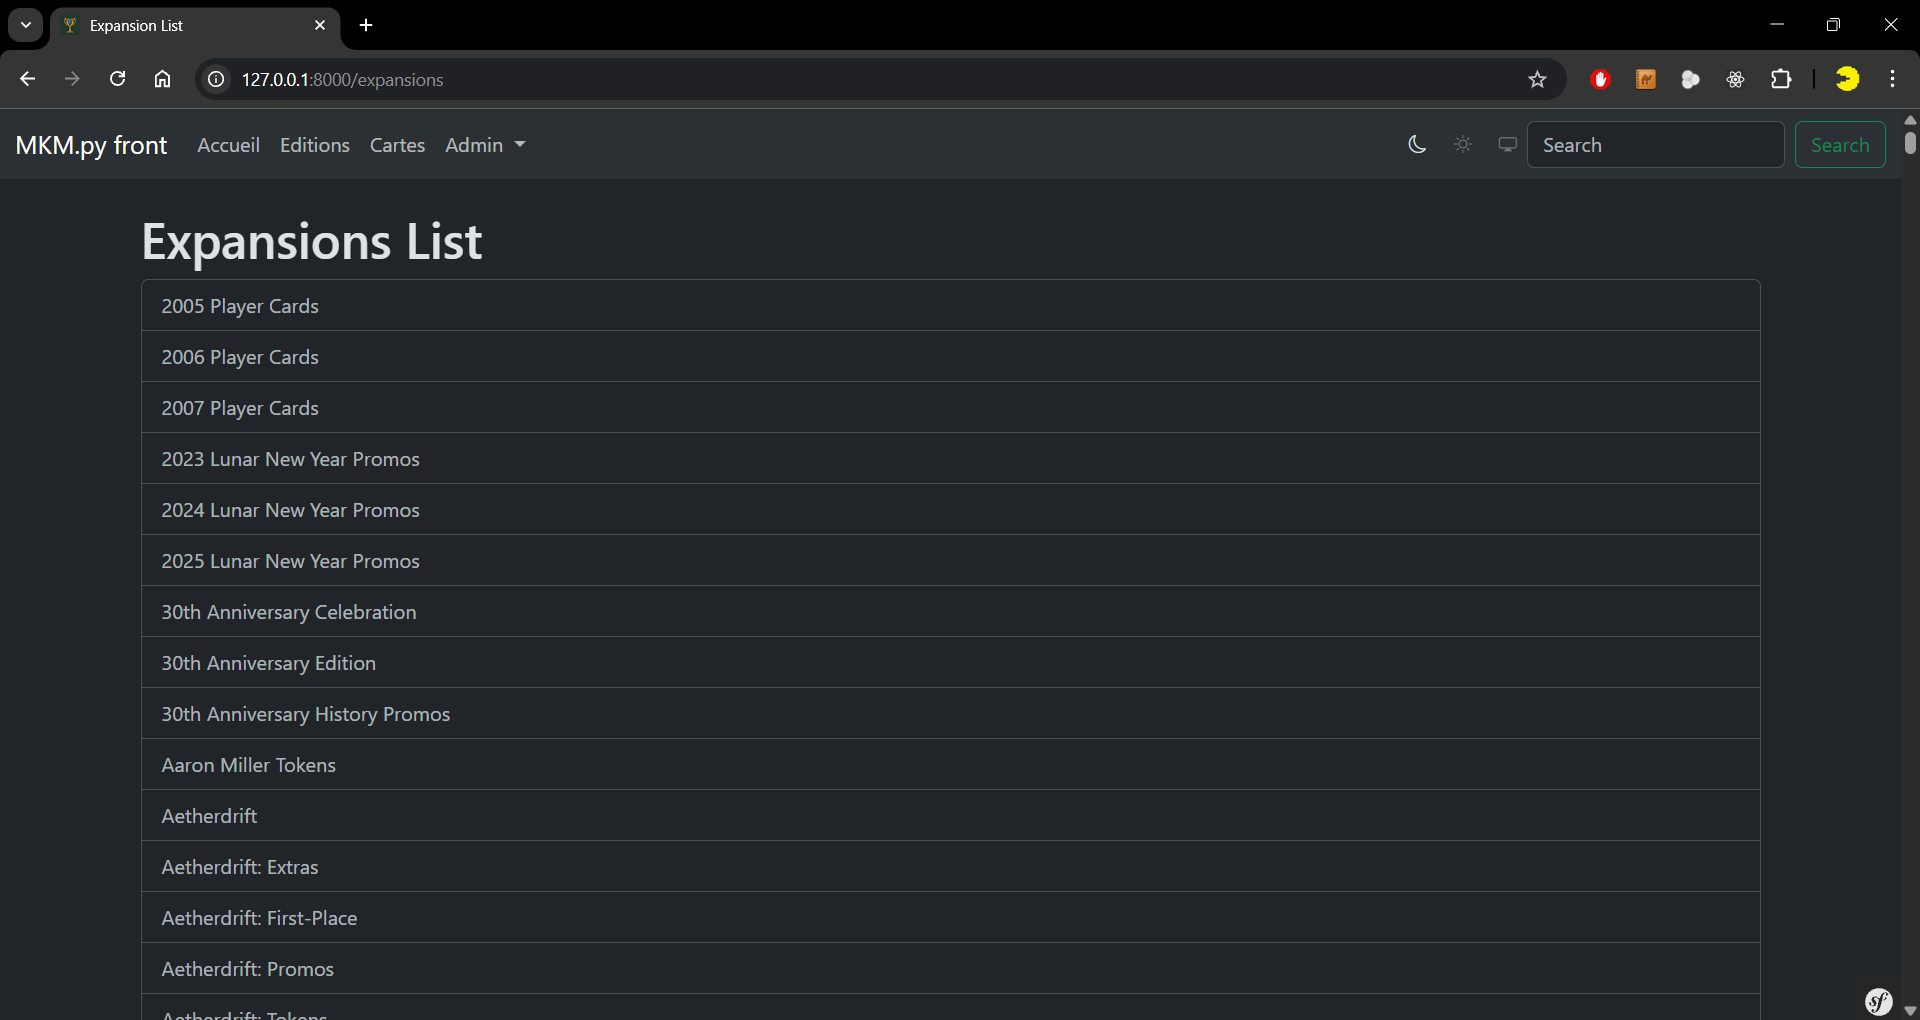 Expansion List
127.0.0.1:8000/expansions
MKM.py front Accueil Editions Cartes Admin Search Search
Expansions List
2005 Player Cards
2006 Player Cards
2007 Player Cards
2023 Lunar New Year Promos
2024 Lunar New Year Promos
2025 Lunar New Year Promos
30th Anniversary Celebration
30th Anniversary Edition
30th Anniversary History Promos
Aaron Miller Tokens
Aetherdrift
Aetherdrift: Extras
Aetherdrift: First-Place
Aetherdrift: Promos
Aetherdrift: Tokens
sf